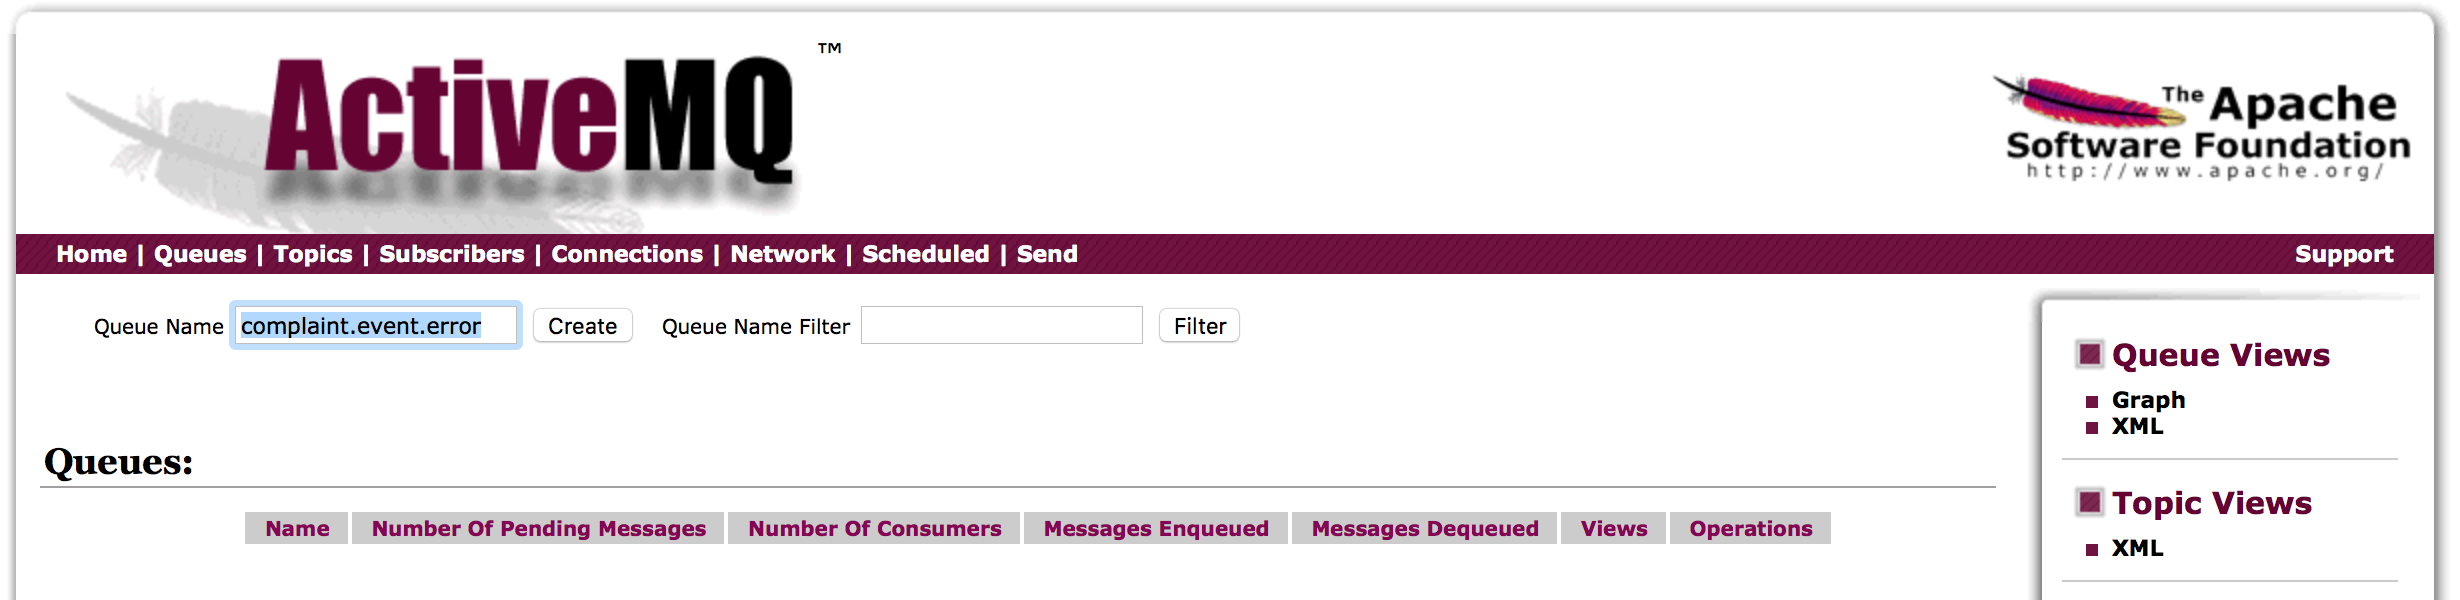 ActiveMQ ™
The Apache
Software Foundation
http://www.apache.org/
Home | Queues | Topics | Subscribers | Connections | Network | Scheduled | Send
Support
Queue Name complaint.event.error Create Queue Name Filter Filter
Queues:
Name Number Of Pending Messages Number Of Consumers Messages Enqueued Messages Dequeued Views Operations
Queue Views
Graph
XML
Topic Views
XML